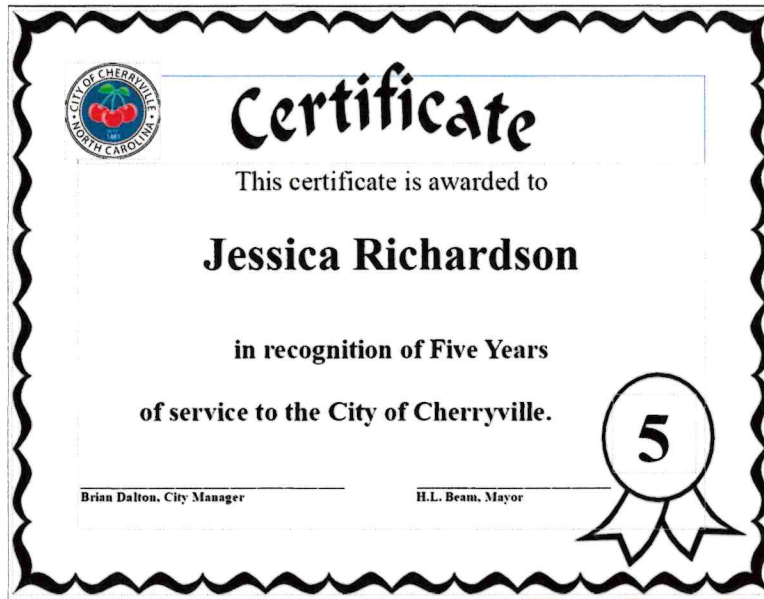 CITY OF CHERRYVILLE
NORTH CAROLINA
Certificate
This certificate is awarded to
Jessica Richardson
in recognition of Five Years
of service to the City of Cherryville.
5
Brian Dalton, City Manager
H.L. Beam, Mayor